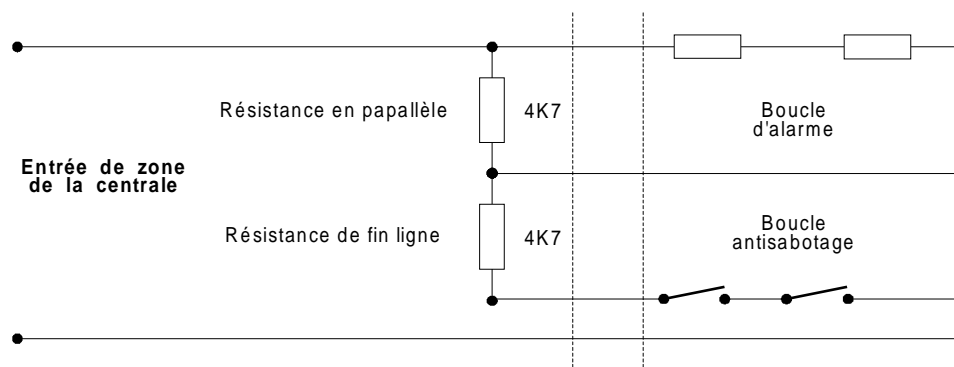 Résistance en papallèle
4K7
Boucle
d'alarme
Entrée de zone
de la centrale
Résistance de fin ligne
4K7
Boucle
antisabotage